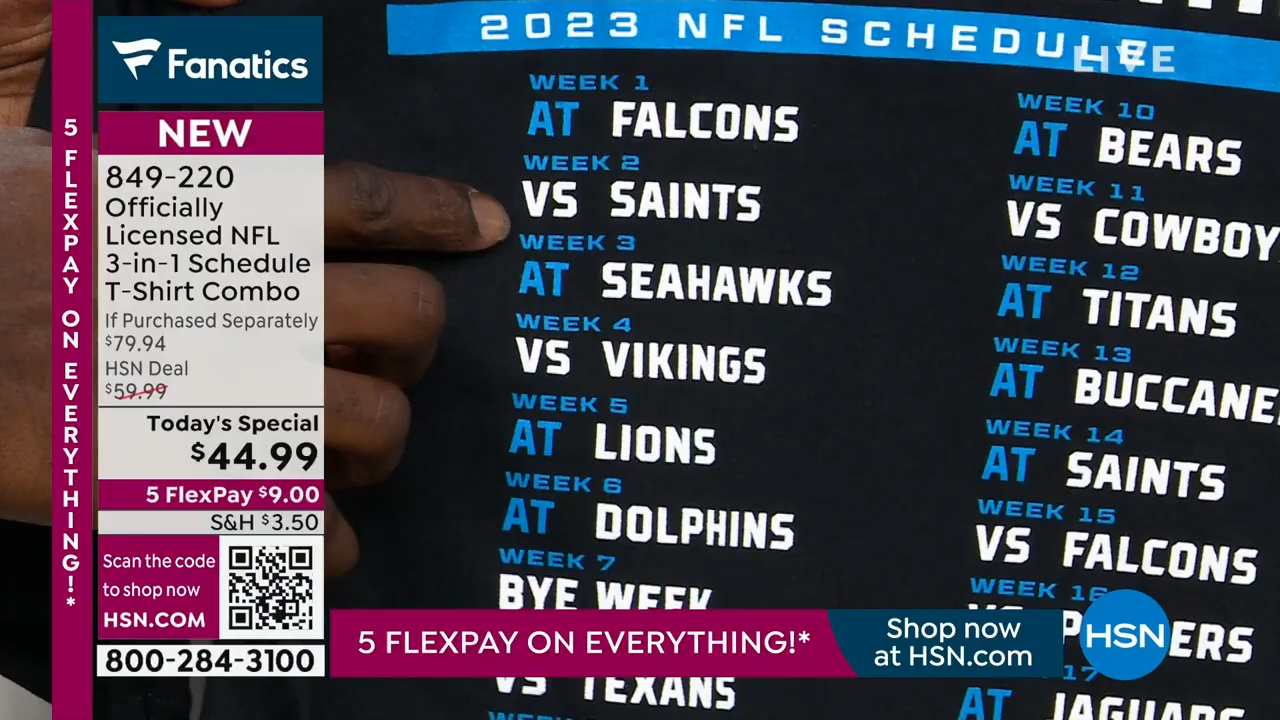 5 FLEXPAY ON EVERYTHING!*
Fanatics
NEW
849-220
Officially
Licensed NFL
3-in-1 Schedule
T-Shirt Combo
If Purchased Separately
$79.94
HSN Deal
$59.99
Today's Special
$44.99
5 FlexPay $9.00
S&H $3.50
Scan the code
to shop now
HSN.COM
800-284-3100
2023 NFL SCHEDULE
LIVE
WEEK 1
AT FALCONS
WEEK 2
VS SAINTS
WEEK 3
AT SEAHAWKS
WEEK 4
VS VIKINGS
WEEK 5
AT LIONS
WEEK 6
AT DOLPHINS
WEEK 7
BYE WEEK
VS TEXANS
WEEK 10
AT BEARS
WEEK 11
VS COWBOY
WEEK 12
AT TITANS
WEEK 13
AT BUCCANE
WEEK 14
AT SAINTS
WEEK 15
VS FALCONS
WEEK 16
VS P ERS
17
AT JAGUARS
5 FLEXPAY ON EVERYTHING!*
Shop now
at HSN.com
HSN